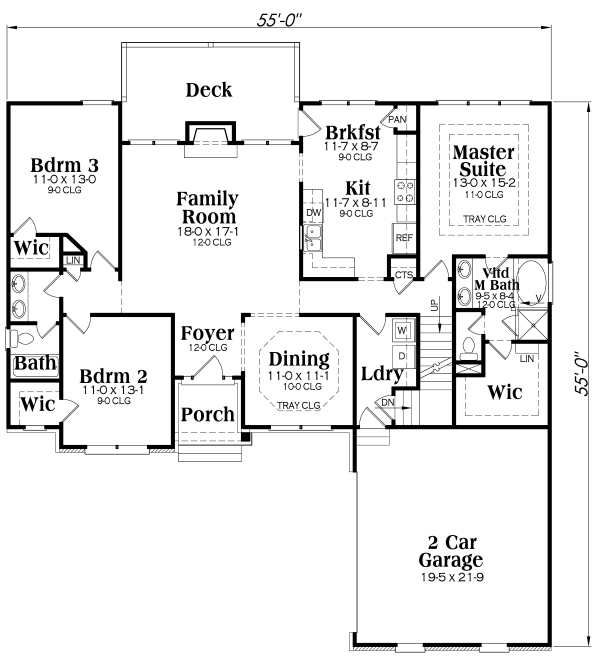 55'-0"
Deck
PAN
Brkfst
11-7 x 8-7
9-0 CLG
Bdrm 3
11-0 x 13-0
9-0 CLG
Master
Suite
13-0 x 15-2
11-0 CLG
TRAY CLG
Family
Room
18-0 x 17-1
12-0 CLG
Kit
11-7 x 8-11
9-0 CLG
DW
REF
Wic
LIN
CTS
Vltd
M Bath
9-5 x 8-4
12-0 CLG
UP
V
55'-0"
Foyer
12-0 CLG
W
D
Dining
11-0 x 11-1
10-0 CLG
TRAY CLG
Ldry
LIN
Bath
Bdrm 2
11-0 x 13-1
9-0 CLG
Wic
Wic
Porch
DN
2 Car
Garage
19-5 x 21-9